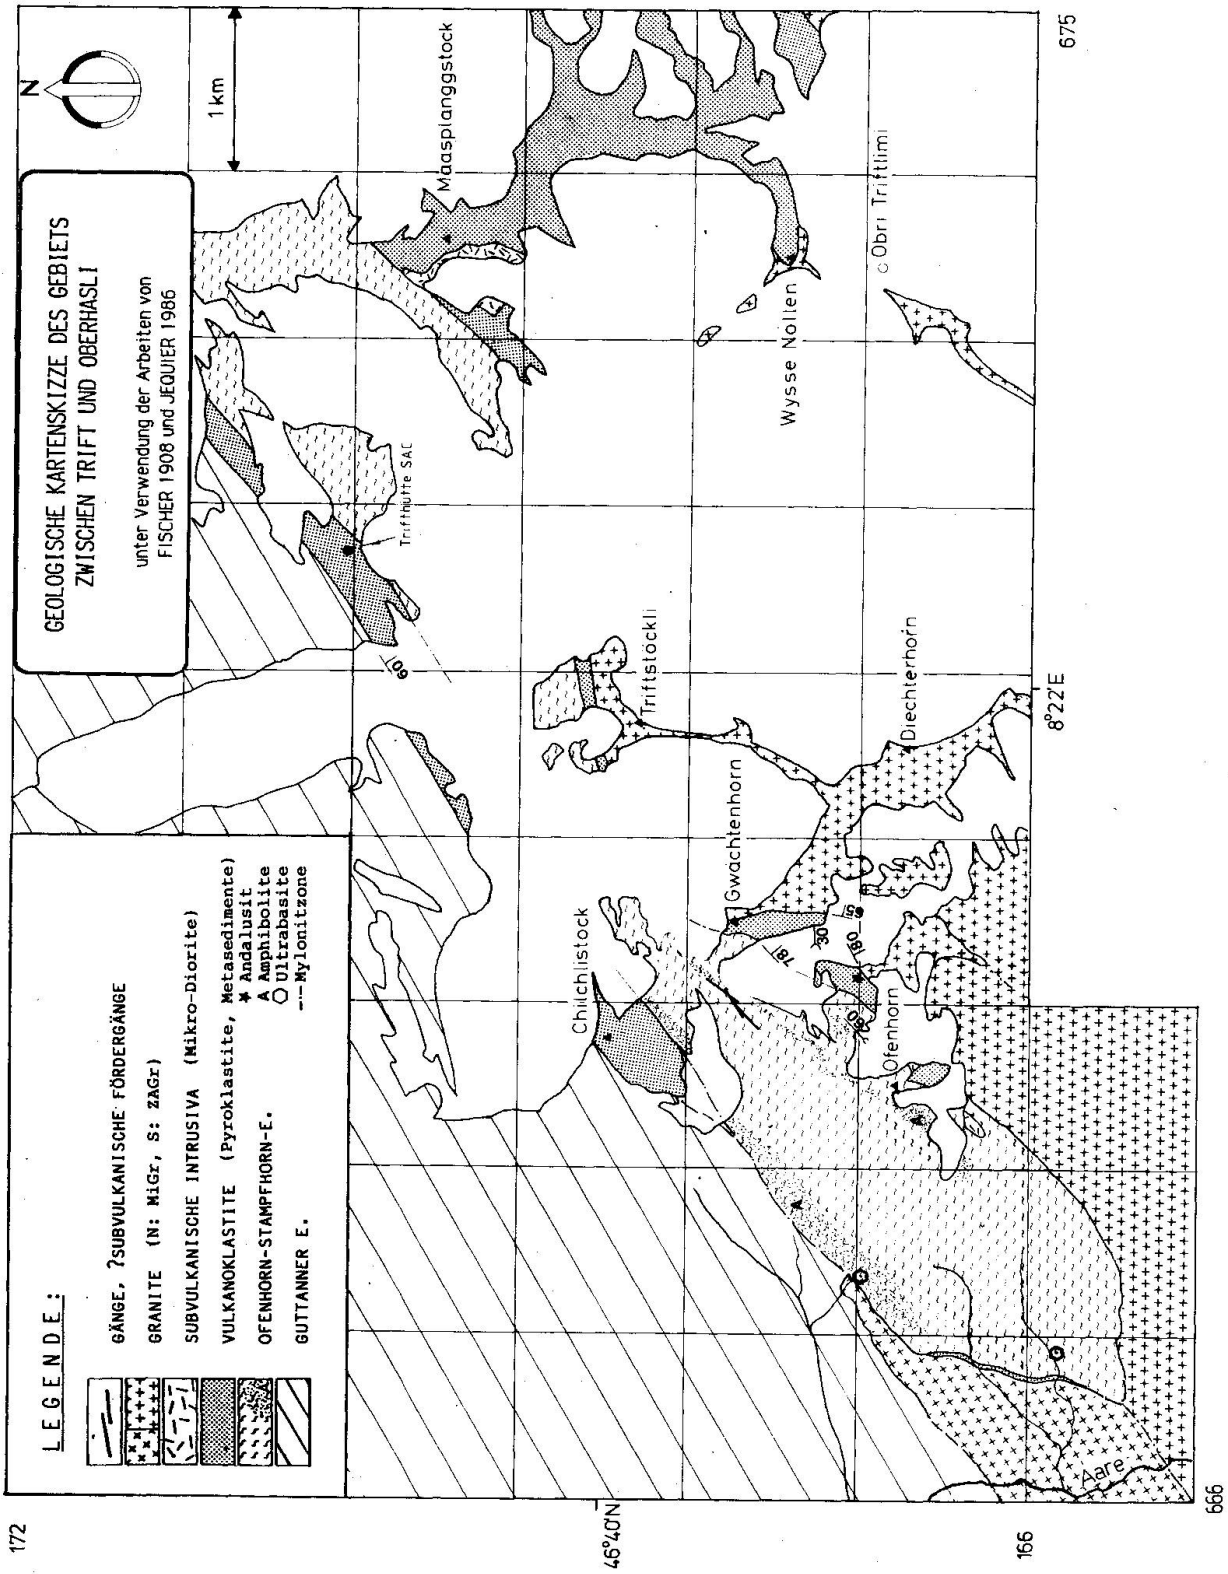 GEOLOGISCHE KARTENSKIZZE DES GEBIETS
ZWISCHEN TRIFT UND OBERHASLI
unter Verwendung der Arbeiten von
FISCHER 1908 und JEQUIER 1986
N
1 km
LEGENDE:
GÄNGE, ?SUBVULKANISCHE FÖRDERGÄNGE
GRANITE (N: MiGr, S: ZAGr)
SUBVULKANISCHE INTRUSIVA (Mikro-Diorite)
VULKANOKLASTITE (Pyroklastite, Metasedimente)
OFENHORN-STAMPFHORN-E.
GUTTANNER E.
★ Andalusit
A Amphibolite
○ Ultrabasite
-·- Mylonitzone
172
Maasplanggstock
Trifthütte SAC
60
Triftstöckli
Wysse Nollen
Obri Triftlimi
Chilchlistock
Gwächtenhorn
Diechterhorn
78
30
65
80
60
Ofenhorn
Aare
46°40'N
166
666
8°22'E
675